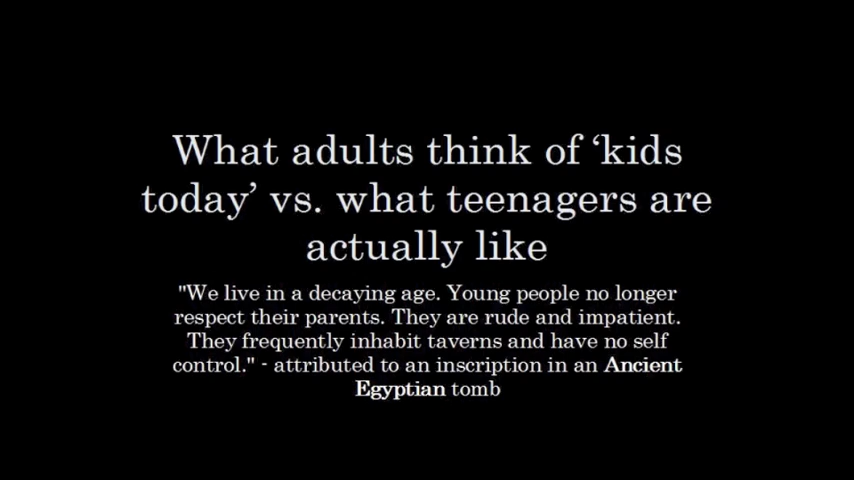 What adults think of ‘kids
today’ vs. what teenagers are
actually like
"We live in a decaying age. Young people no longer
respect their parents. They are rude and impatient.
They frequently inhabit taverns and have no self
control." - attributed to an inscription in an Ancient
Egyptian tomb